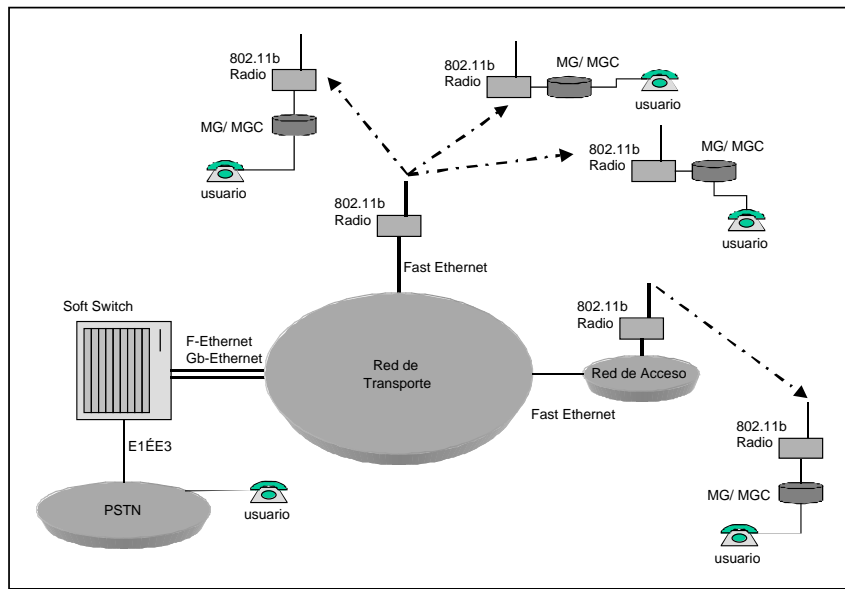 802.11b
Radio
MG/ MGC
usuario
802.11b
Radio
MG/ MGC
usuario
802.11b
Radio
MG/ MGC
usuario
802.11b
Radio
Fast Ethernet
Soft Switch
F-Ethernet
Gb-Ethernet
Red de
Transporte
802.11b
Radio
Red de Acceso
Fast Ethernet
802.11b
Radio
MG/ MGC
usuario
E1ÉE3
PSTN
usuario